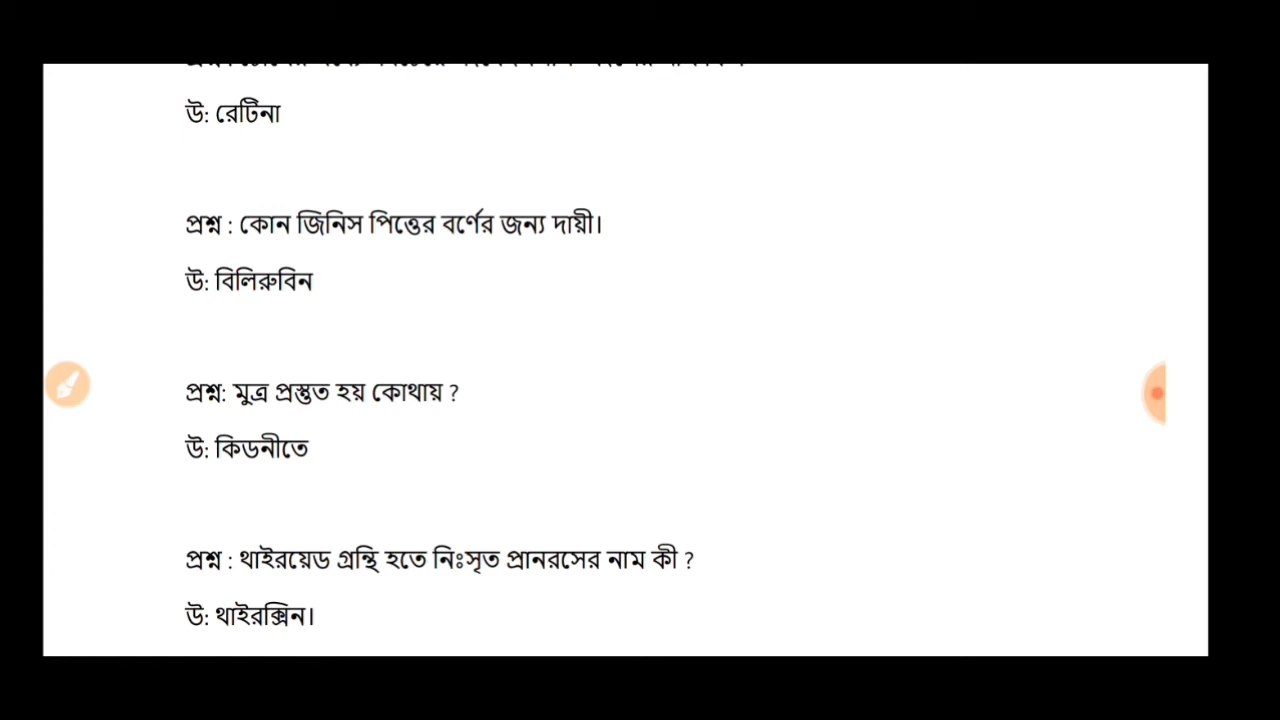 উ: রেটিনা
প্রশ্ন : কোন জিনিস পিত্তের বর্ণের জন্য দায়ী।
উ: বিলিরুবিন
প্রশ্ন: মুত্র প্রস্তুত হয় কোথায় ?
উ: কিডনীতে
প্রশ্ন : থাইরয়েড গ্রন্থি হতে নিঃসৃত প্রানরসের নাম কী ?
উ: থাইরক্সিন।